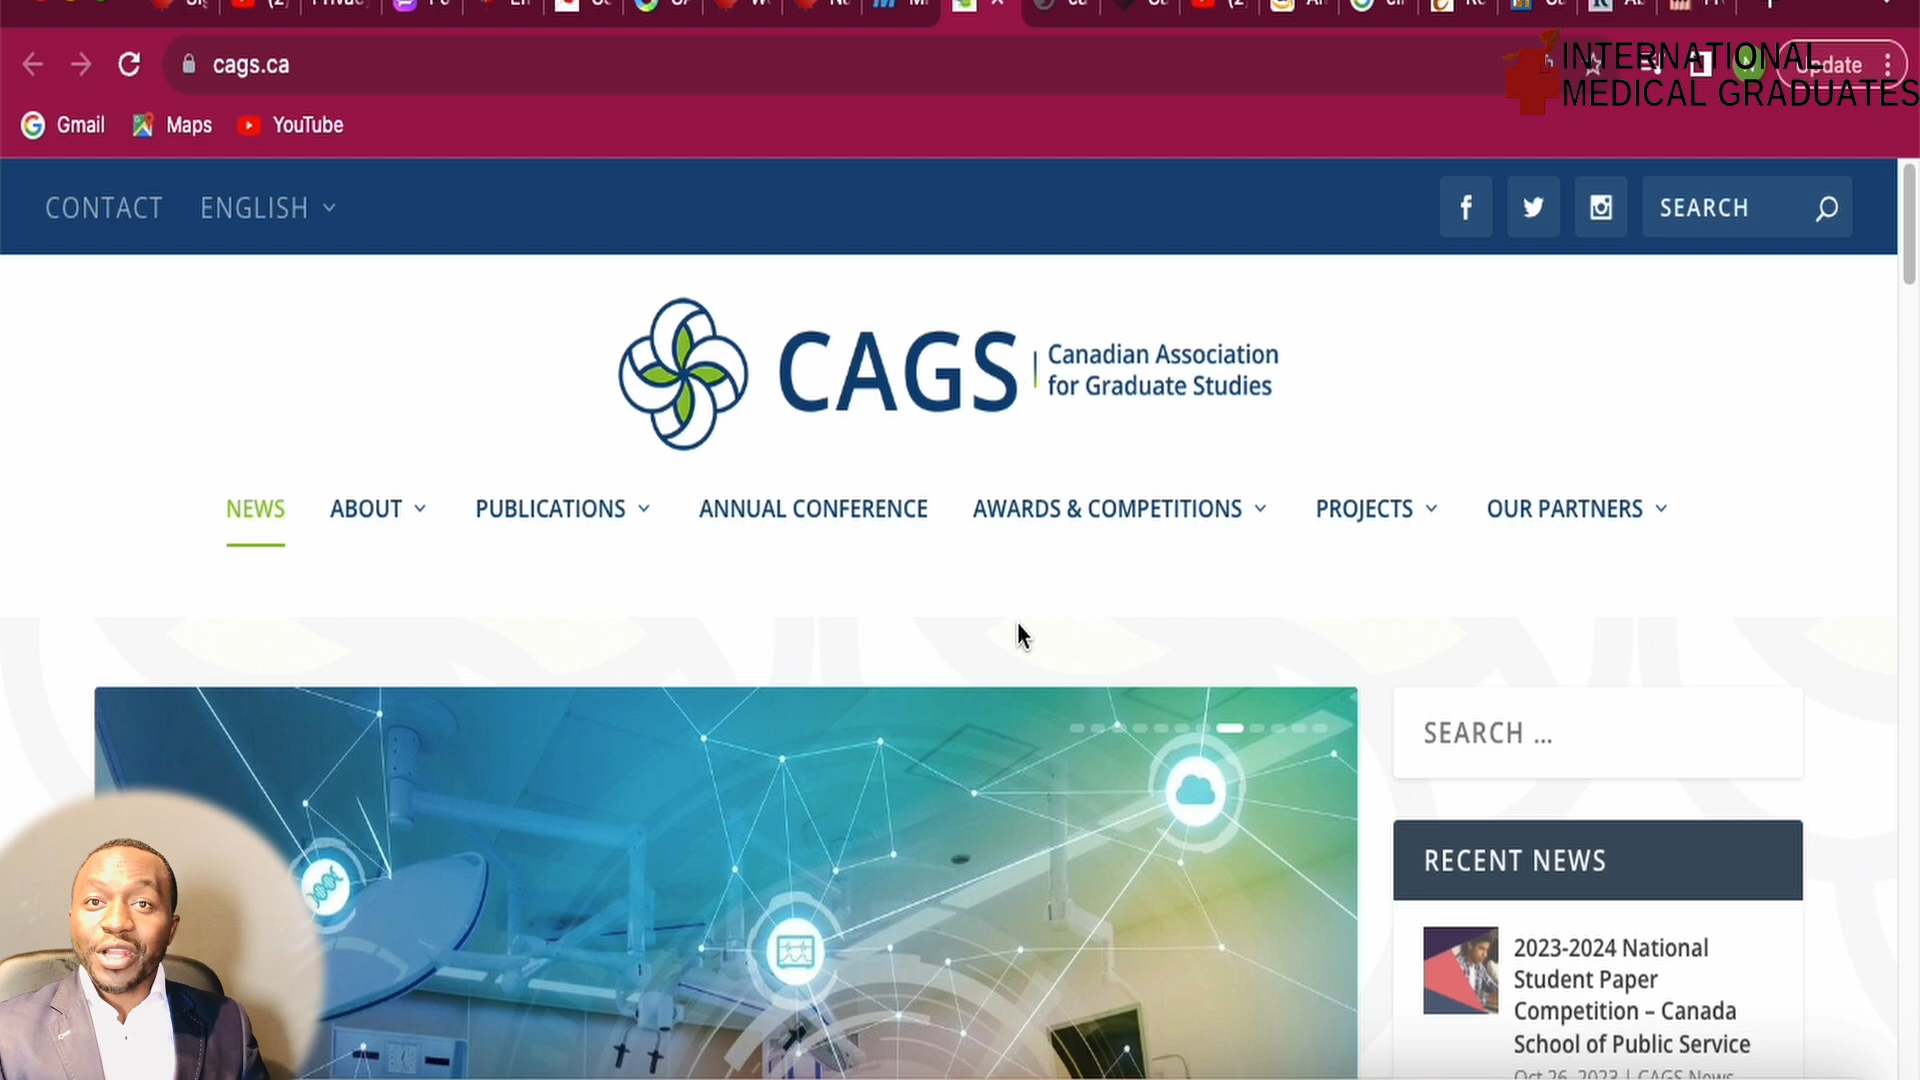 cags.ca
Update
INTERNATIONAL
MEDICAL GRADUATES
Gmail
Maps
YouTube
CONTACT
ENGLISH
SEARCH
CAGS
Canadian Association
for Graduate Studies
NEWS
ABOUT
PUBLICATIONS
ANNUAL CONFERENCE
AWARDS & COMPETITIONS
PROJECTS
OUR PARTNERS
SEARCH ...
RECENT NEWS
2023-2024 National
Student Paper
Competition – Canada
School of Public Service
Oct 26, 2023 | CAGS News